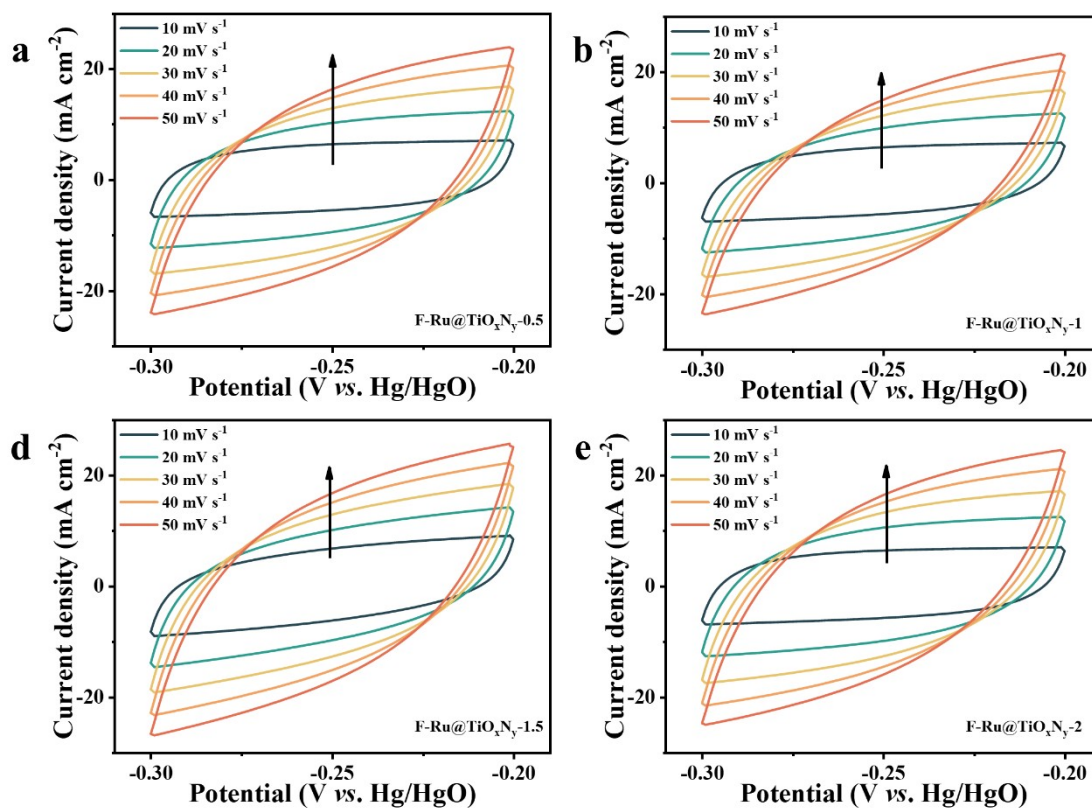 a
10 mV s⁻¹
20 mV s⁻¹
30 mV s⁻¹
40 mV s⁻¹
50 mV s⁻¹
Current density (mA cm⁻²)
20
0
-20
F-Ru@TiOₓNᵧ-0.5
-0.30
-0.25
-0.20
Potential (V vs. Hg/HgO)
b
10 mV s⁻¹
20 mV s⁻¹
30 mV s⁻¹
40 mV s⁻¹
50 mV s⁻¹
Current density (mA cm⁻²)
20
0
-20
F-Ru@TiOₓNᵧ-1
-0.30
-0.25
-0.20
Potential (V vs. Hg/HgO)
d
10 mV s⁻¹
20 mV s⁻¹
30 mV s⁻¹
40 mV s⁻¹
50 mV s⁻¹
Current density (mA cm⁻²)
20
0
-20
F-Ru@TiOₓNᵧ-1.5
-0.30
-0.25
-0.20
Potential (V vs. Hg/HgO)
e
10 mV s⁻¹
20 mV s⁻¹
30 mV s⁻¹
40 mV s⁻¹
50 mV s⁻¹
Current density (mA cm⁻²)
20
0
-20
F-Ru@TiOₓNᵧ-2
-0.30
-0.25
-0.20
Potential (V vs. Hg/HgO)